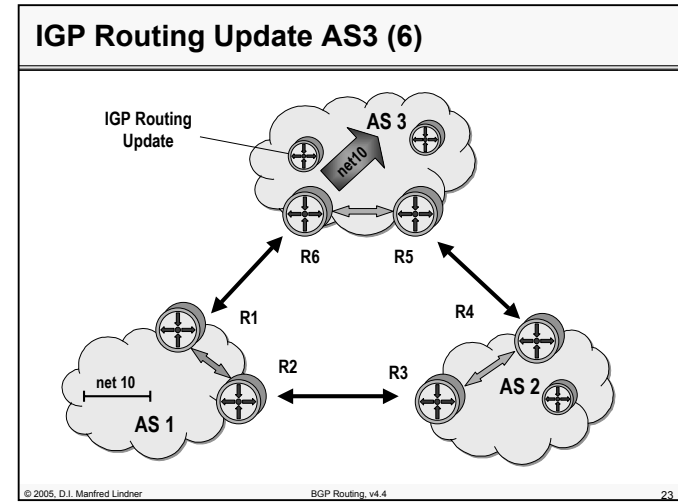 IGP Routing Update AS3 (6)
IGP Routing
Update
AS 3
net10
R6
R5
R1
R4
R2
R3
net 10
AS 1
AS 2
© 2005, D.I. Manfred Lindner
BGP Routing, v4.4
23